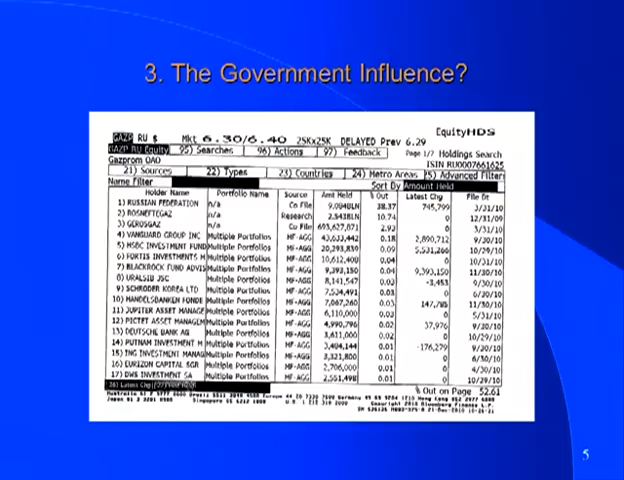 3. The Government Influence?
EquityHDS
GAZP RU $ Mkt 6.30/6.40 25Kx25K DELAYED Prev 6.29
GAZP RU Equity 95) Searches 96) Actions 97) Feedback Page 1/7 Holdings Search
Gazprom OAO ISIN RU0007661625
21) Sources 22) Types 23) Countries 24) Metro Areas 25) Advanced Filters
Name Filter Sort By Amount Held
Holder Name Portfolio Name Source Amt Held % Out Latest Chg File Dt
1) RUSSIAN FEDERATION n/a Co File 38.37 745,799 3/31/10
2) ROSNEFTEGAZ n/a Research 10.74 0 12/31/09
3) GEROSGAZ n/a Co File 693,627,071 2.93 0 3/31/10
4) VANGUARD GROUP INC Multiple Portfolios MF-AGG 43,633,442 0.18 2,890,712 9/30/10
5) HSBC INVESTMENT FUND Multiple Portfolios MF-AGG 20,293,839 0.09 5,531,260 10/29/10
6) FORTIS INVESTMENTS M Multiple Portfolios MF-AGG 10,612,400 0.04 0 10/31/10
7) BLACKROCK FUND ADVIS Multiple Portfolios MF-AGG 9,393,150 0.04 9,393,150 11/30/10
8) URALSIB JSC Multiple Portfolios MF-AGG 8,141,547 0.03 -3,453 9/30/10
9) SCHRODER KOREA LTD Multiple Portfolios MF-AGG 7,534,491 0.03 0 6/30/10
10) HANDELSBANKEN FONDE Multiple Portfolios MF-AGG 7,067,260 0.03 11/30/10
11) JUPITER ASSET MANAGE Multiple Portfolios MF-AGG 6,110,000 0.03 0 5/31/10
12) PICTET ASSET MANAGEM Multiple Portfolios MF-AGG 4,990,796 0.02 37,976 9/30/10
13) DEUTSCHE BANK AG Multiple Portfolios MF-AGG 3,611,000 0.02 0 10/29/10
14) PUTNAM INVESTMENT M Multiple Portfolios MF-AGG 3,404,144 0.01 -176,279 9/30/10
15) ING INVESTMENT MANAG Multiple Portfolios MF-AGG 3,321,800 0.01 0 6/30/10
16) EURIZON CAPITAL SGR Multiple Portfolios MF-AGG 2,706,000 0.01 0 4/30/10
17) DWS INVESTMENT SA Multiple Portfolios MF-AGG 2,551,498 0.01 0 10/29/10
% Out on Page 52.61
5